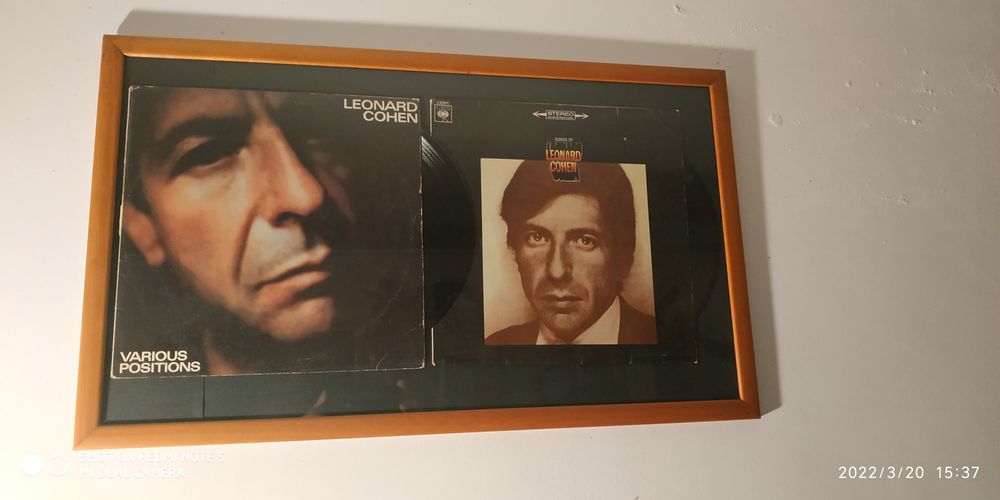 LEONARD
COHEN
VARIOUS
POSITIONS
STEREO
SONGS OF
LEONARD
COHEN
SHOT ON REDMI NOTE 5
MI DUAL CAMERA
2022/3/20 15:37